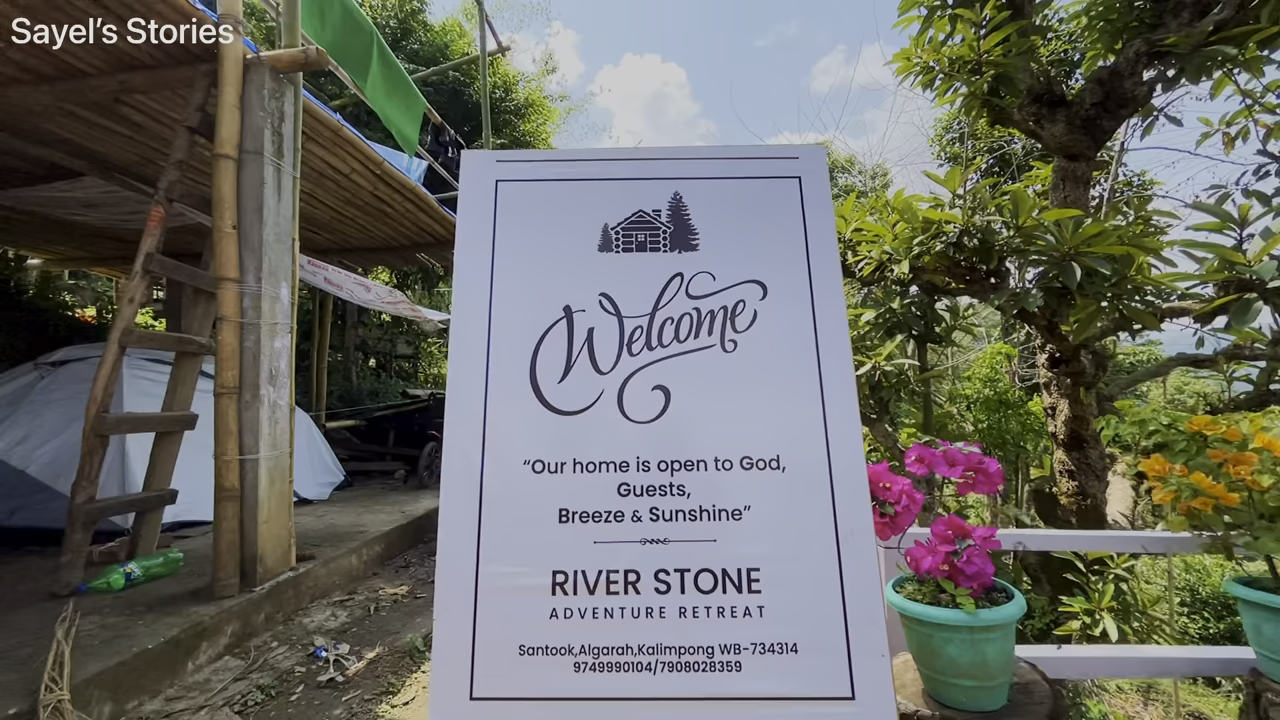 Sayel's Stories
Welcome
“Our home is open to God,
Guests,
Breeze & Sunshine”
RIVER STONE
ADVENTURE RETREAT
Santook,Algarah,Kalimpong WB-734314
9749990104/7908028359